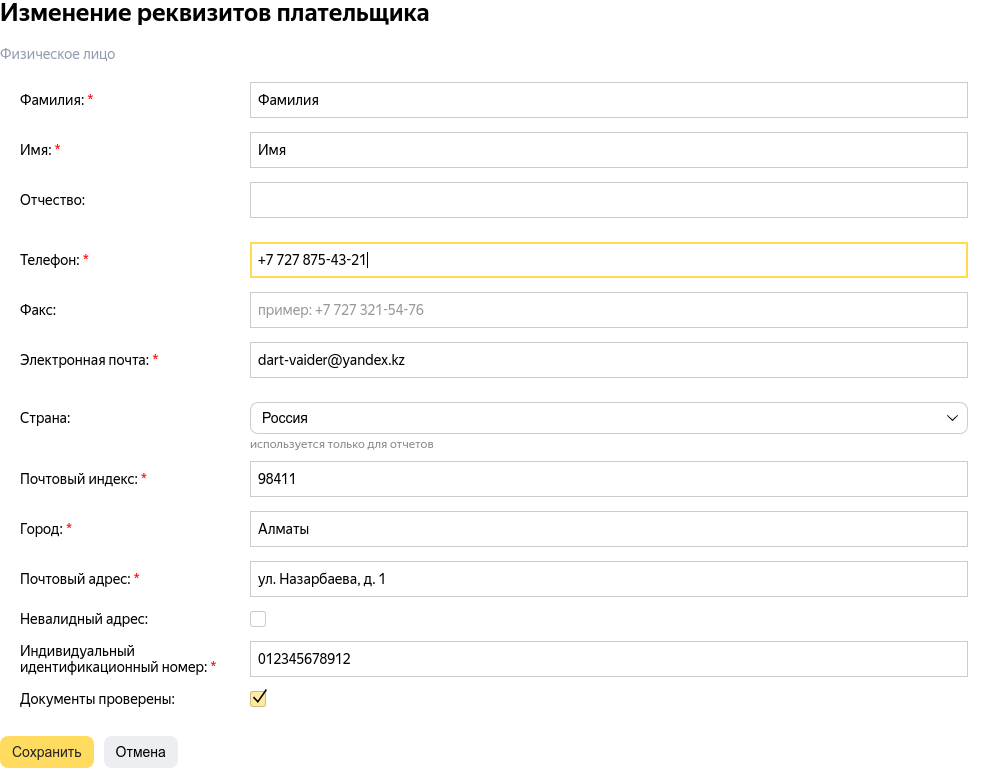 Изменение реквизитов плательщика
Физическое лицо
Фамилия: * Фамилия
Имя: * Имя
Отчество:
Телефон: * +7 727 875-43-21
Факс: пример: +7 727 321-54-76
Электронная почта: * dart-vaider@yandex.kz
Страна: Россия
используется только для отчетов
Почтовый индекс: * 98411
Город: * Алматы
Почтовый адрес: * ул. Назарбаева, д. 1
Невалидный адрес:
Индивидуальный
идентификационный номер: * 012345678912
Документы проверены:
Сохранить Отмена